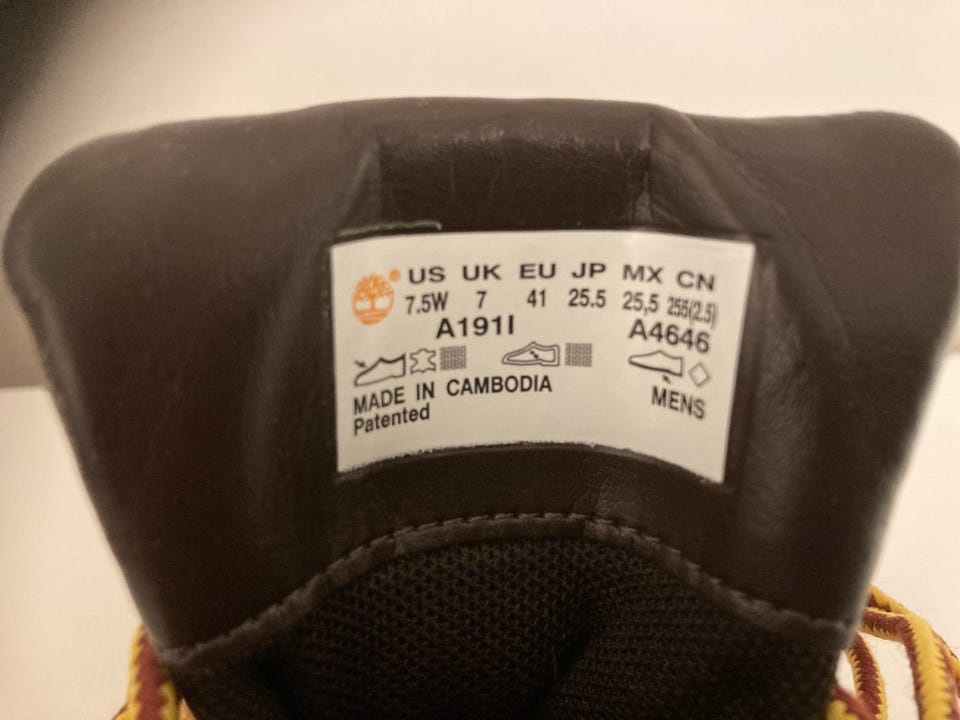 ® US UK EU JP MX CN
7.5W 7 41 25.5 25,5 255(2.5)
A191I A4646
MADE IN CAMBODIA
Patented
MENS